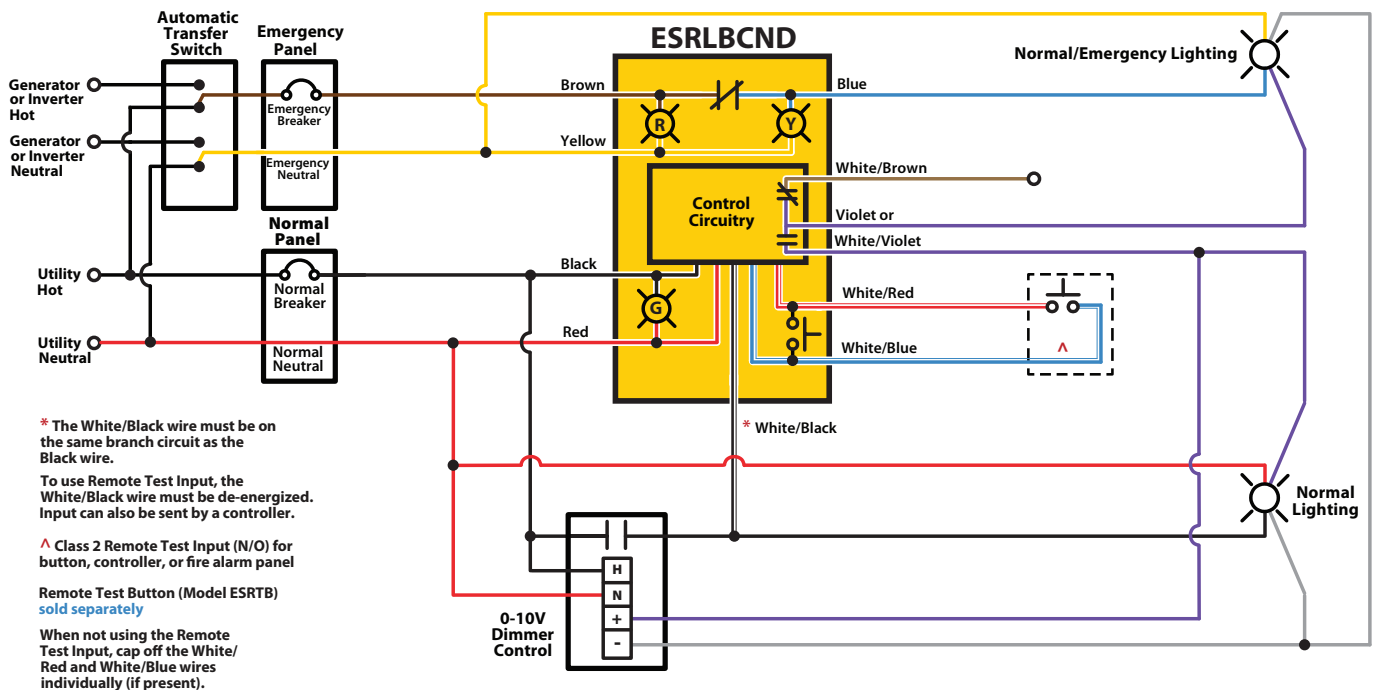 Automatic
Transfer
Switch
Emergency
Panel
ESRLBCND
Normal/Emergency Lighting
Generator
or Inverter
Hot
Generator
or Inverter
Neutral
Emergency
Breaker
Emergency
Neutral
Brown
Yellow
R
Y
Blue
White/Brown
Control
Circuitry
Violet or
White/Violet
Normal
Panel
Utility
Hot
Normal
Breaker
Black
G
White/Red
Utility
Neutral
Normal
Neutral
Red
White/Blue
^
* White/Black
* The White/Black wire must be on
the same branch circuit as the
Black wire.
To use Remote Test Input, the
White/Black wire must be de-energized.
Input can also be sent by a controller.
^ Class 2 Remote Test Input (N/O) for
button, controller, or fire alarm panel
Remote Test Button (Model ESRTB)
sold separately
When not using the Remote
Test Input, cap off the White/
Red and White/Blue wires
individually (if present).
Normal
Lighting
0-10V
Dimmer
Control
H
N
+
-